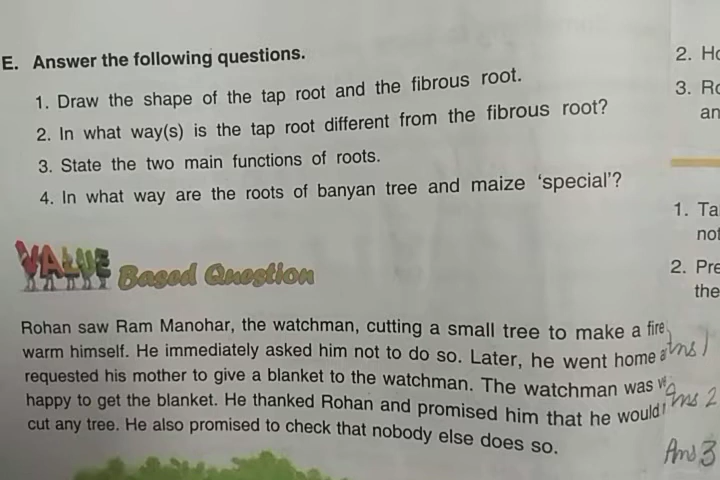 E. Answer the following questions.
1. Draw the shape of the tap root and the fibrous root.
2. In what way(s) is the tap root different from the fibrous root?
3. State the two main functions of roots.
4. In what way are the roots of banyan tree and maize ‘special’?
VALUE Based Question
Rohan saw Ram Manohar, the watchman, cutting a small tree to make a fire
warm himself. He immediately asked him not to do so. Later, he went home
requested his mother to give a blanket to the watchman. The watchman was
happy to get the blanket. He thanked Rohan and promised him that he would
cut any tree. He also promised to check that nobody else does so.
Ans 1
Ans 2
Ans 3
2.
3.
an
1.
2. Pre
the